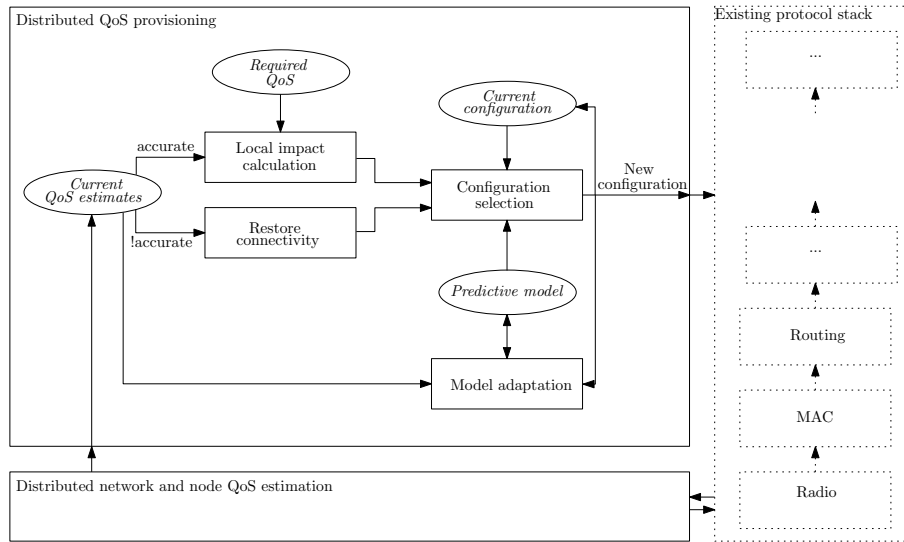 Distributed QoS provisioning
Existing protocol stack
...
Required
QoS
Current
configuration
accurate
Local impact
calculation
New
configuration
Current
QoS estimates
Configuration
selection
!accurate
Restore
connectivity
...
Predictive model
Routing
Model adaptation
MAC
Distributed network and node QoS estimation
Radio